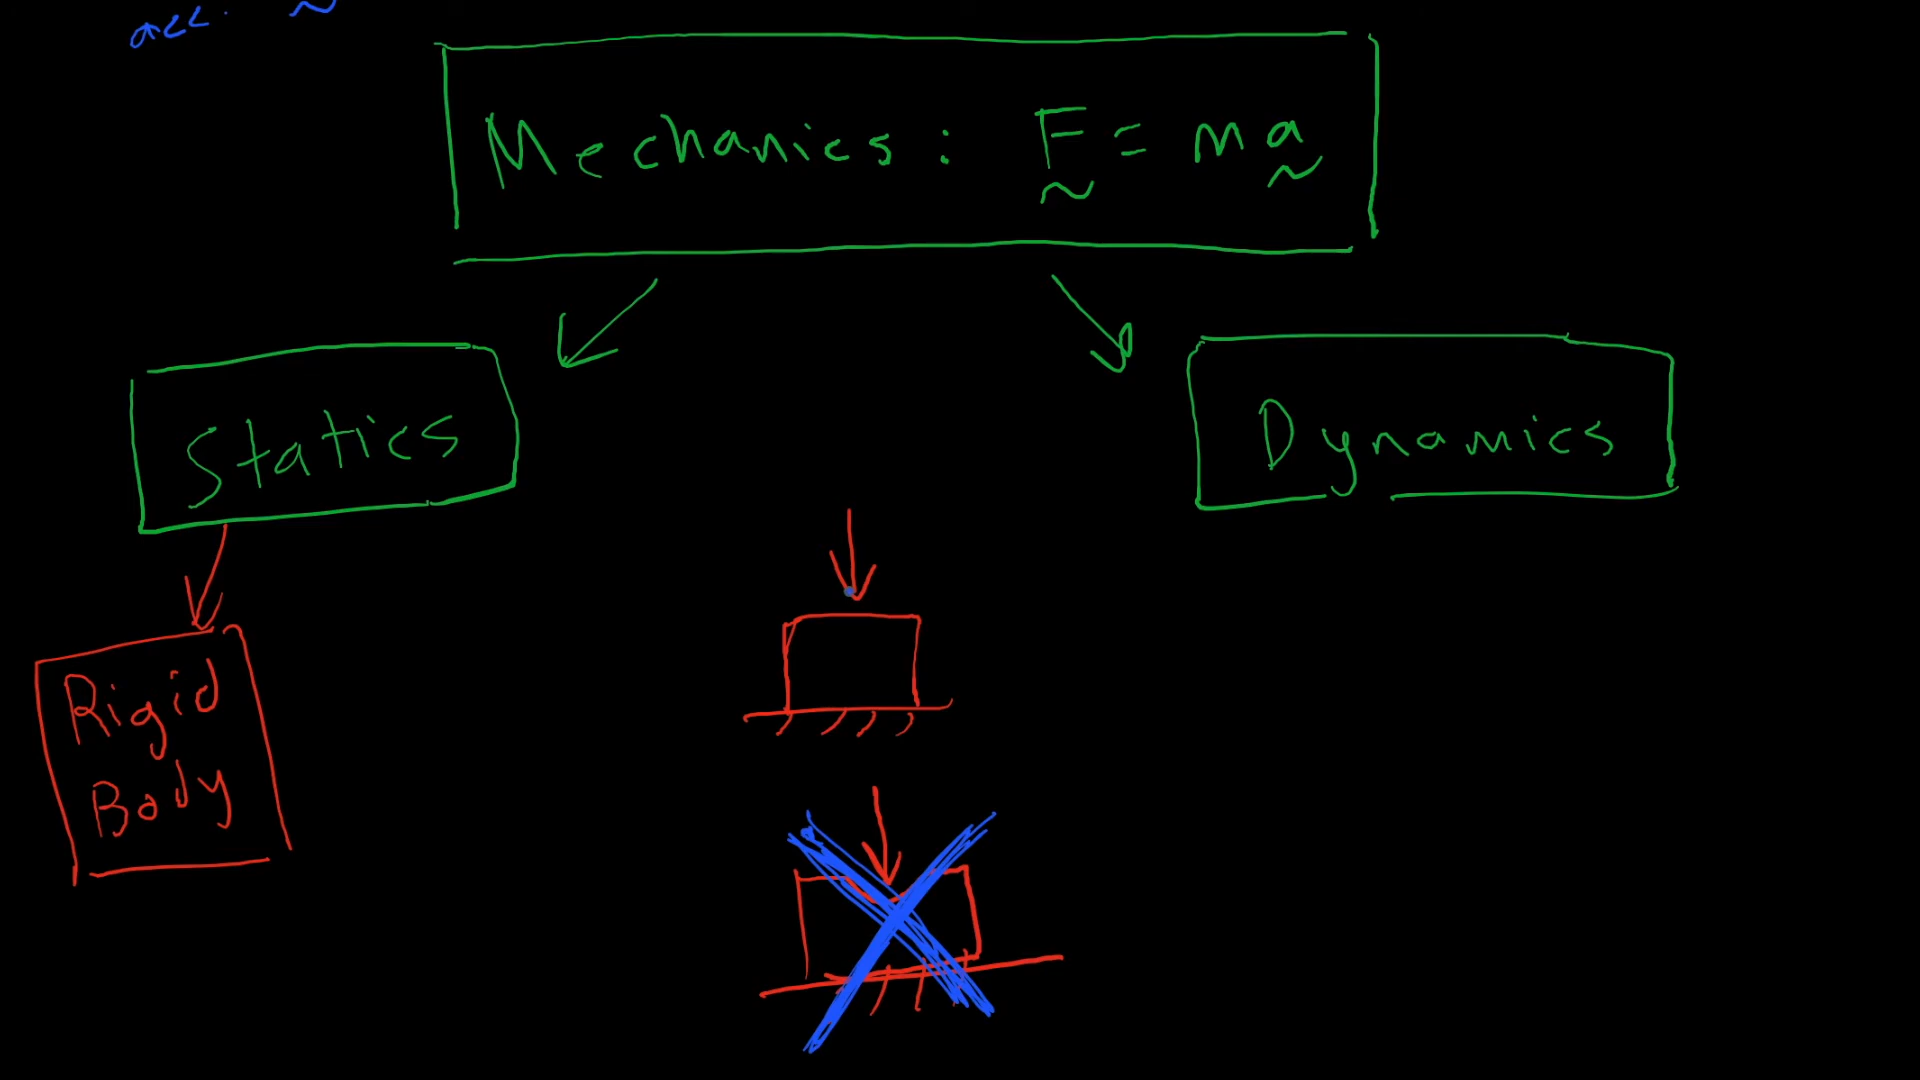 acc.
Mechanics: F = ma
Statics
Dynamics
Rigid
Body